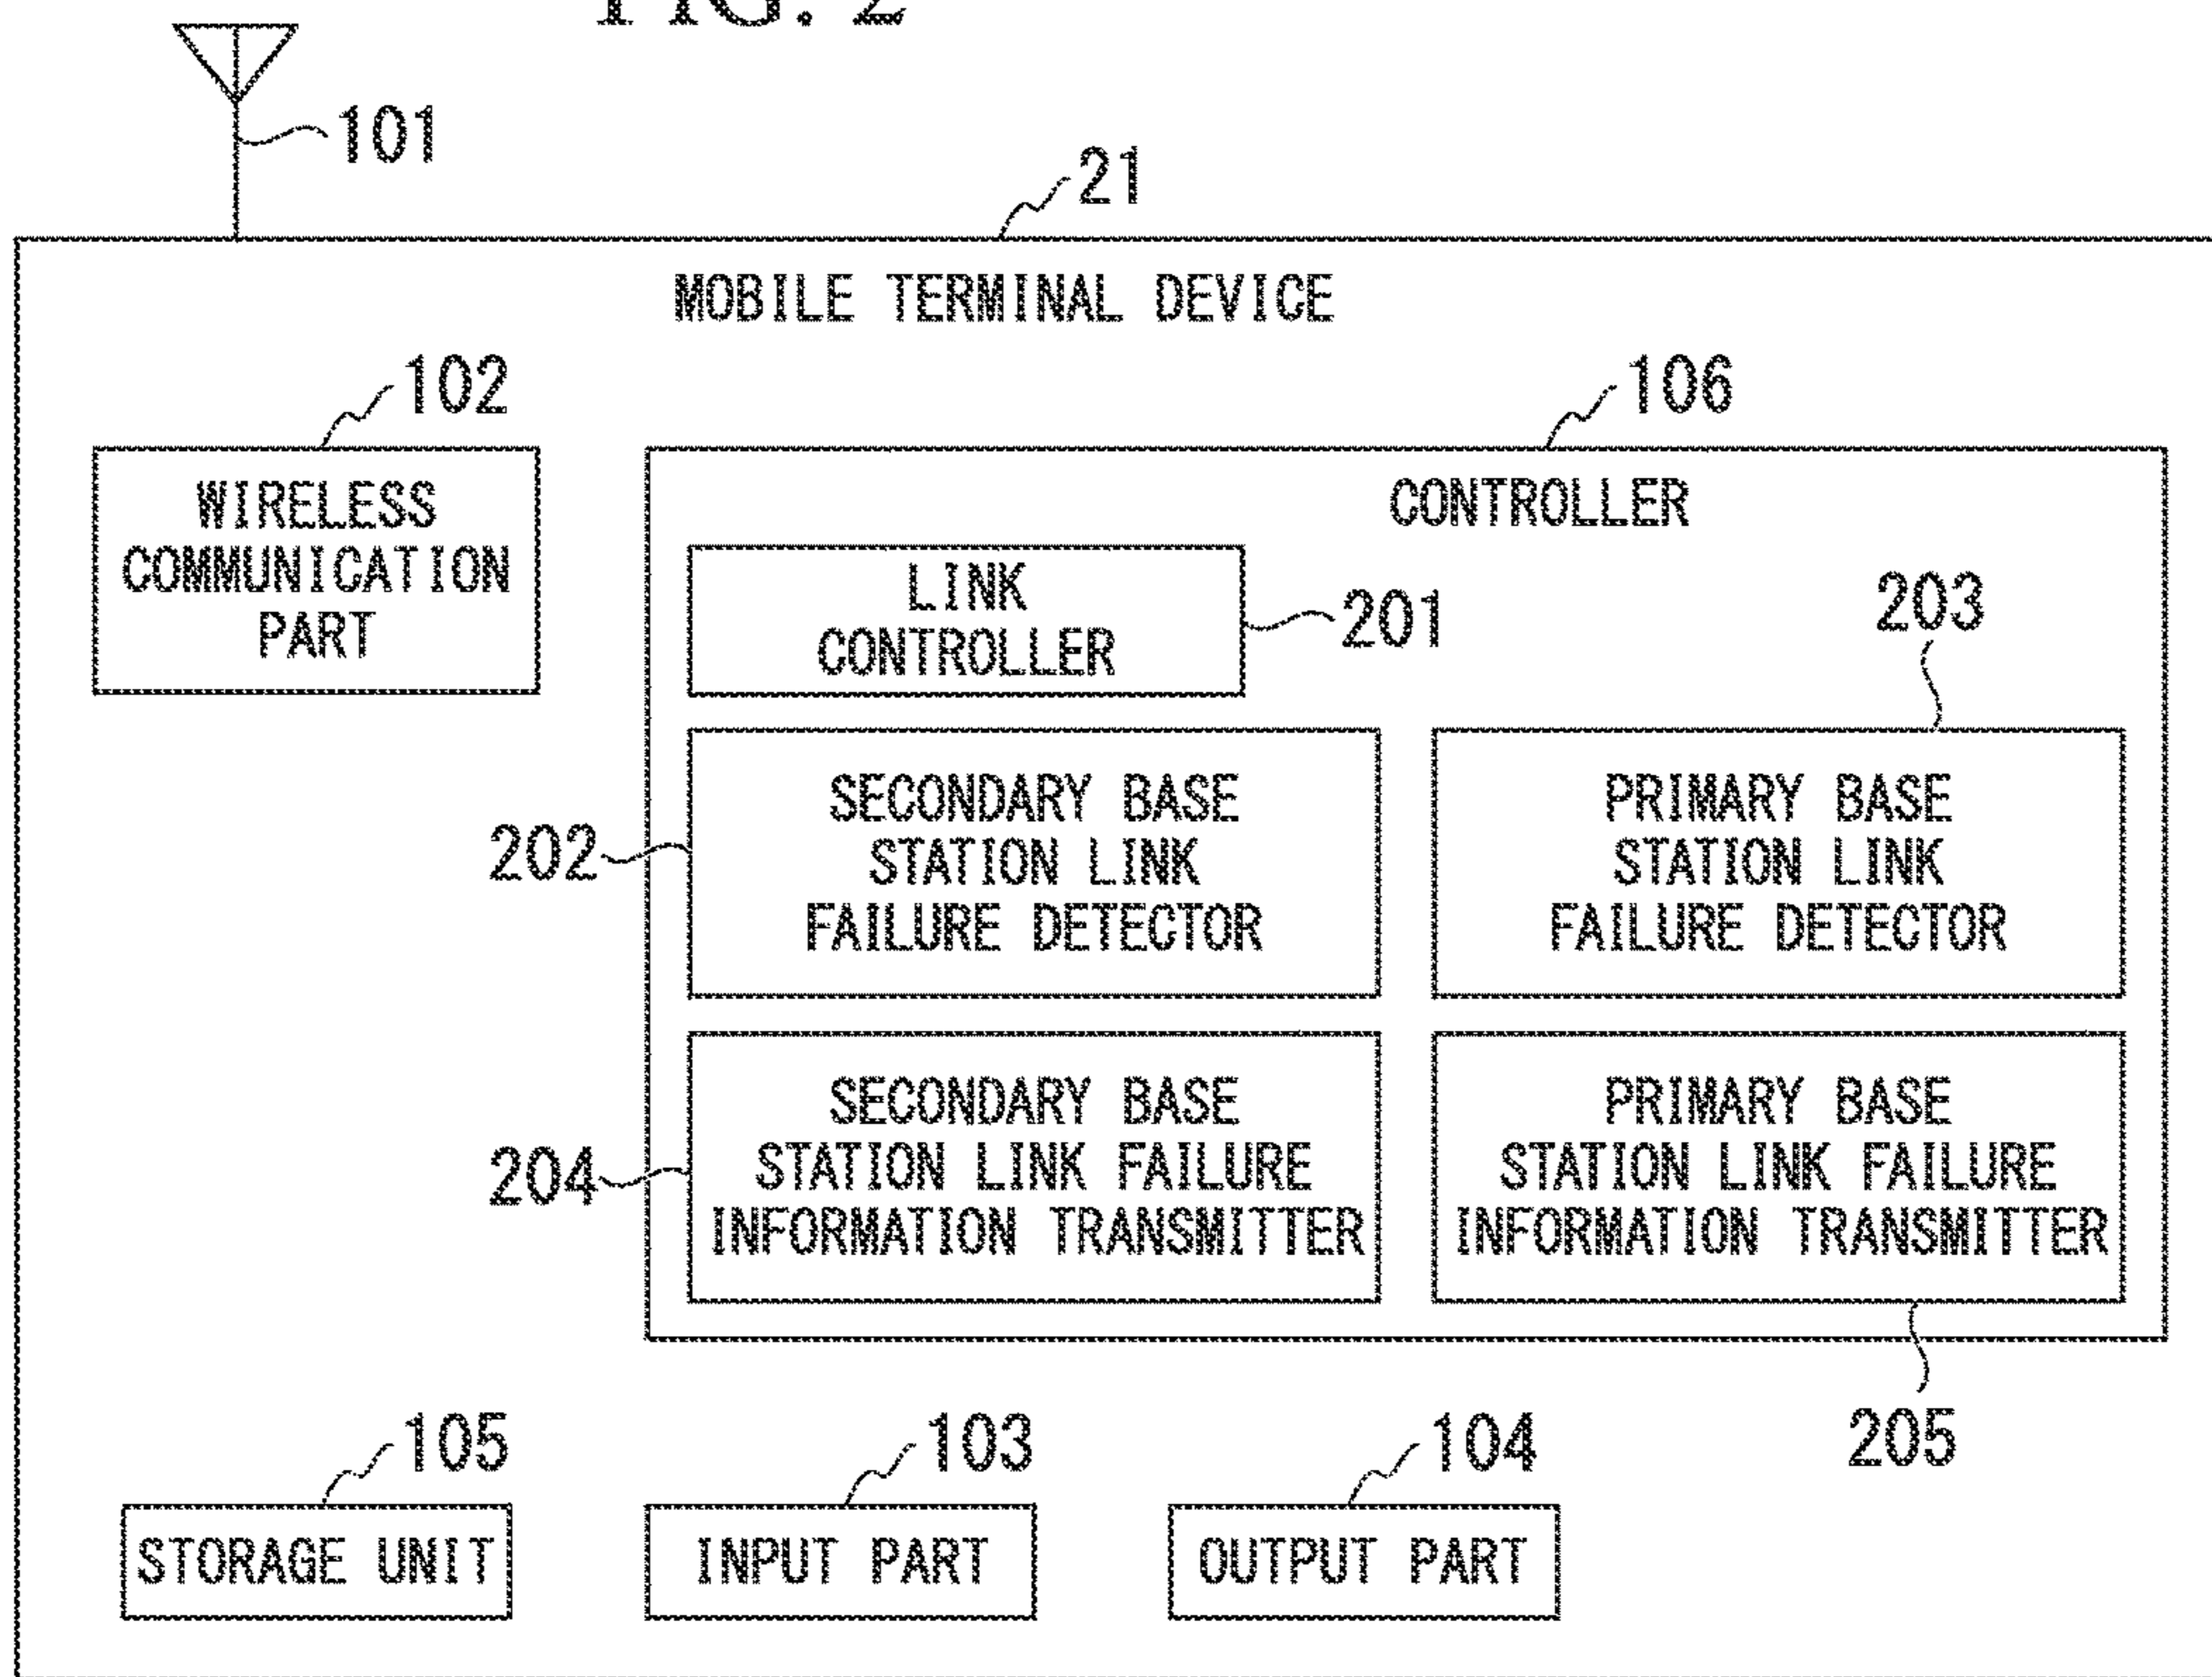 FIG. 2
101
21
MOBILE TERMINAL DEVICE
102
106
WIRELESS
COMMUNICATION
PART
CONTROLLER
LINK
CONTROLLER
201
203
202
SECONDARY BASE
STATION LINK
FAILURE DETECTOR
PRIMARY BASE
STATION LINK
FAILURE DETECTOR
204
SECONDARY BASE
STATION LINK FAILURE
INFORMATION TRANSMITTER
PRIMARY BASE
STATION LINK FAILURE
INFORMATION TRANSMITTER
105
103
104
205
STORAGE UNIT
INPUT PART
OUTPUT PART